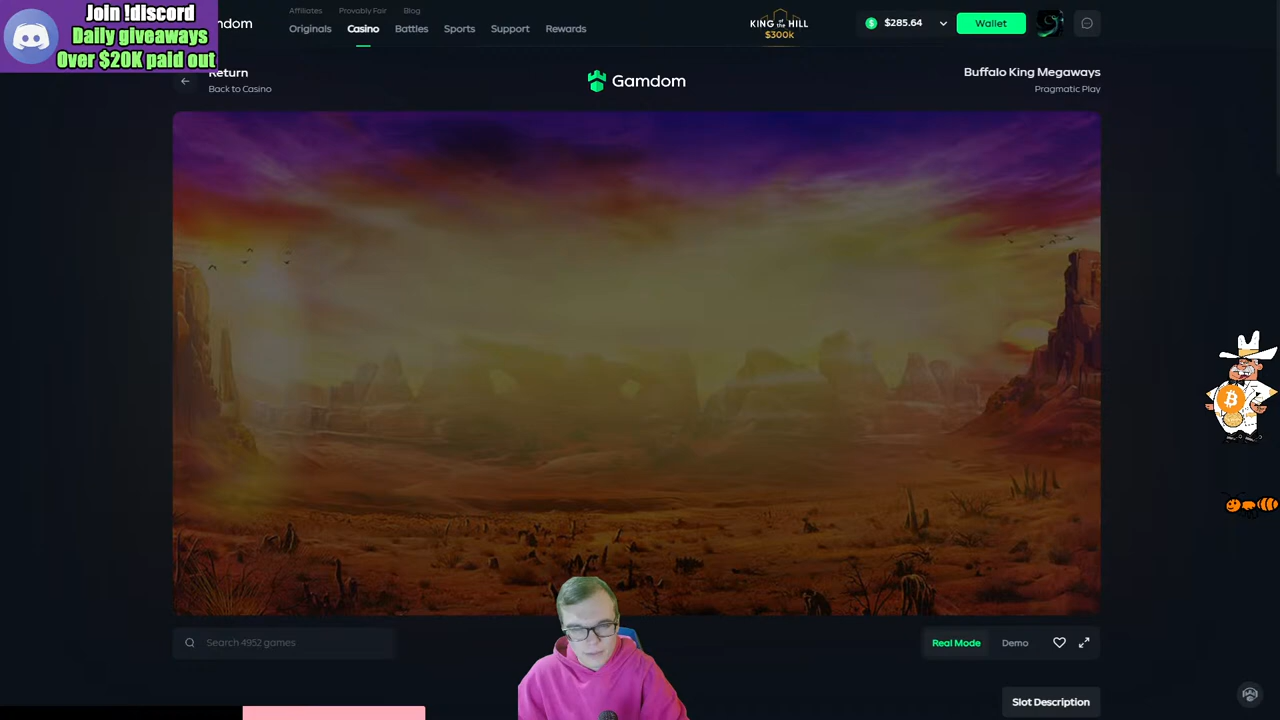 Join !discord
Daily giveaways
Over $20K paid out
Affiliates Provably Fair Blog
Originals Casino Battles Sports Support Rewards
KING of the HILL
$300k
$ $285.64
Wallet
Return
Back to Casino
Gamdom
Buffalo King Megaways
Pragmatic Play
Search 4952 games
Real Mode Demo
Slot Description